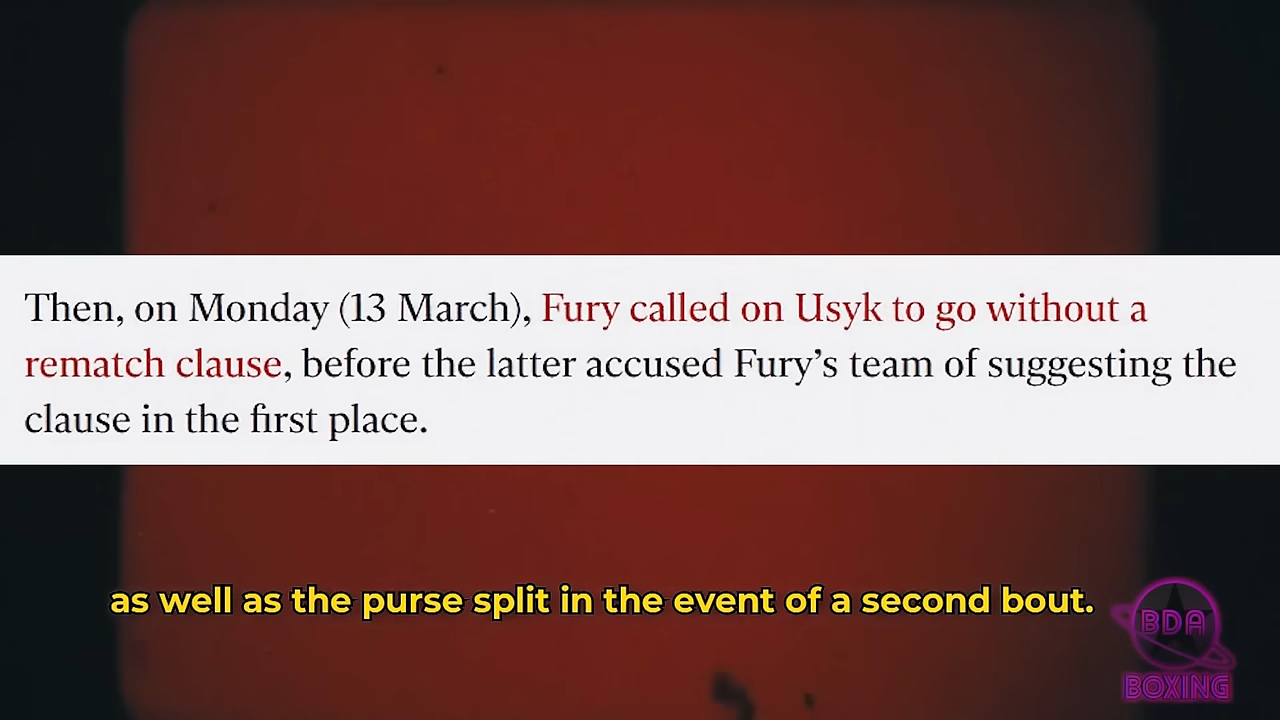 Then, on Monday (13 March), Fury called on Usyk to go without a
rematch clause, before the latter accused Fury’s team of suggesting the
clause in the first place.
as well as the purse split in the event of a second bout.
BDA
BOXING